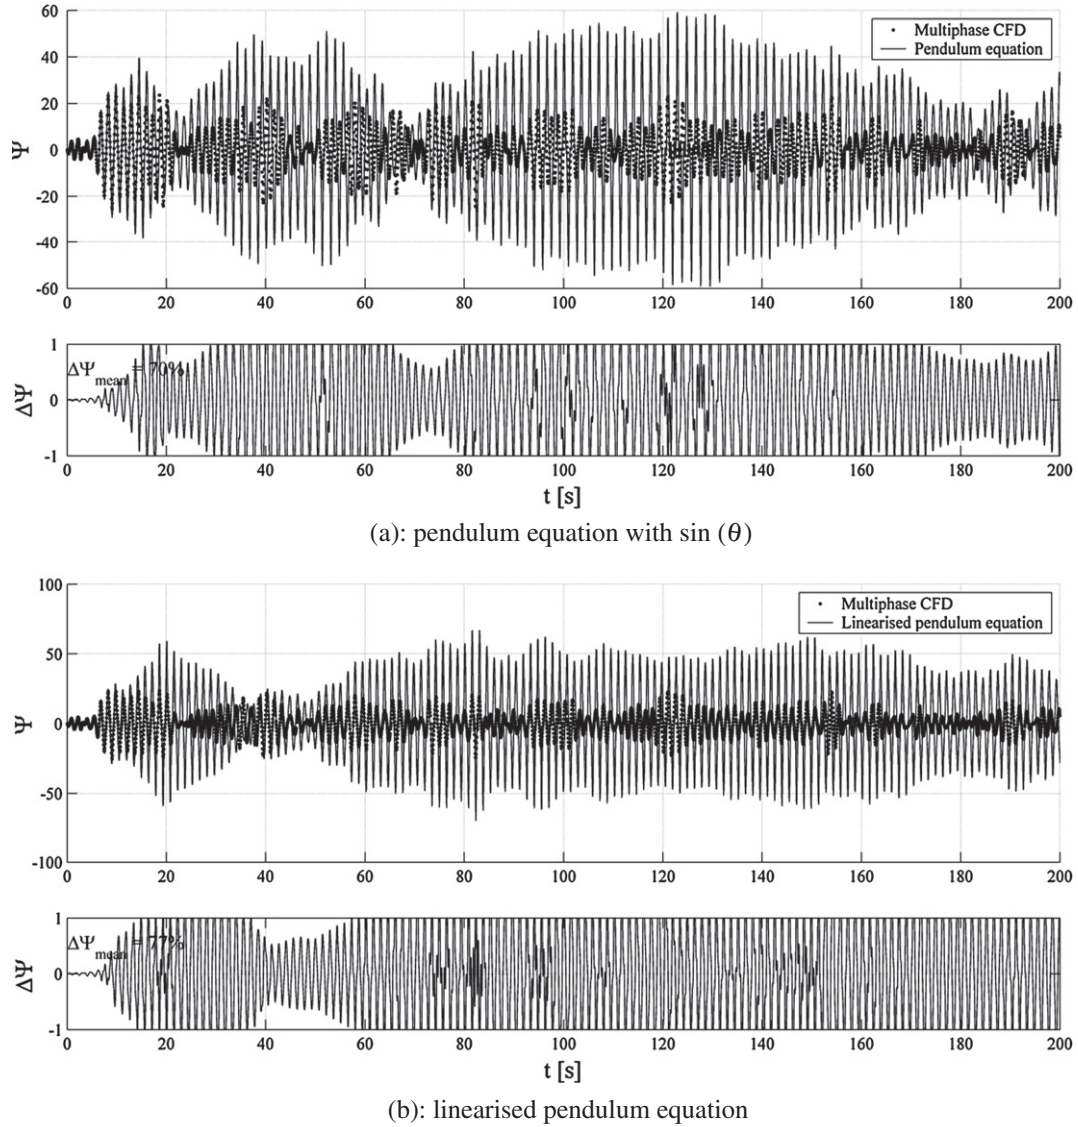 60
40
20
0
-20
-40
-60
Ψ
Multiphase CFD
Pendulum equation
0 20 40 60 80 100 120 140 160 180 200
1
0
-1
ΔΨ
ΔΨmean = 70%
0 20 40 60 80 100 120 140 160 180 200
t [s]
(a): pendulum equation with sin (θ)
100
50
0
-50
-100
Ψ
Multiphase CFD
Linearised pendulum equation
0 20 40 60 80 100 120 140 160 180 200
1
0
-1
ΔΨ
ΔΨmean = 77%
0 20 40 60 80 100 120 140 160 180 200
t [s]
(b): linearised pendulum equation